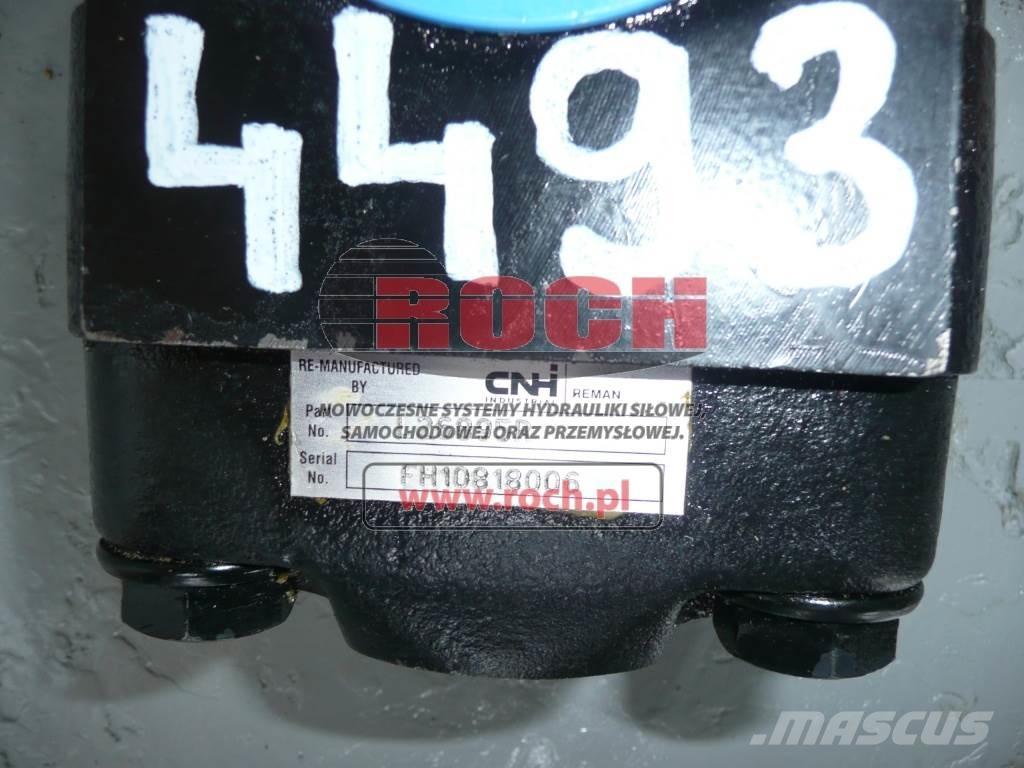 4493
ROCH
RE-MANUFACTURED
BY
CNH
INDUSTRIAL
REMAN
NOWOCZESNE SYSTEMY HYDRAULIKI SIŁOWEJ,
No.
SAMOCHODOWEJ ORAZ PRZEMYSŁOWEJ.
Serial
No.
FH10818006
www.roch.pl
MASCUS